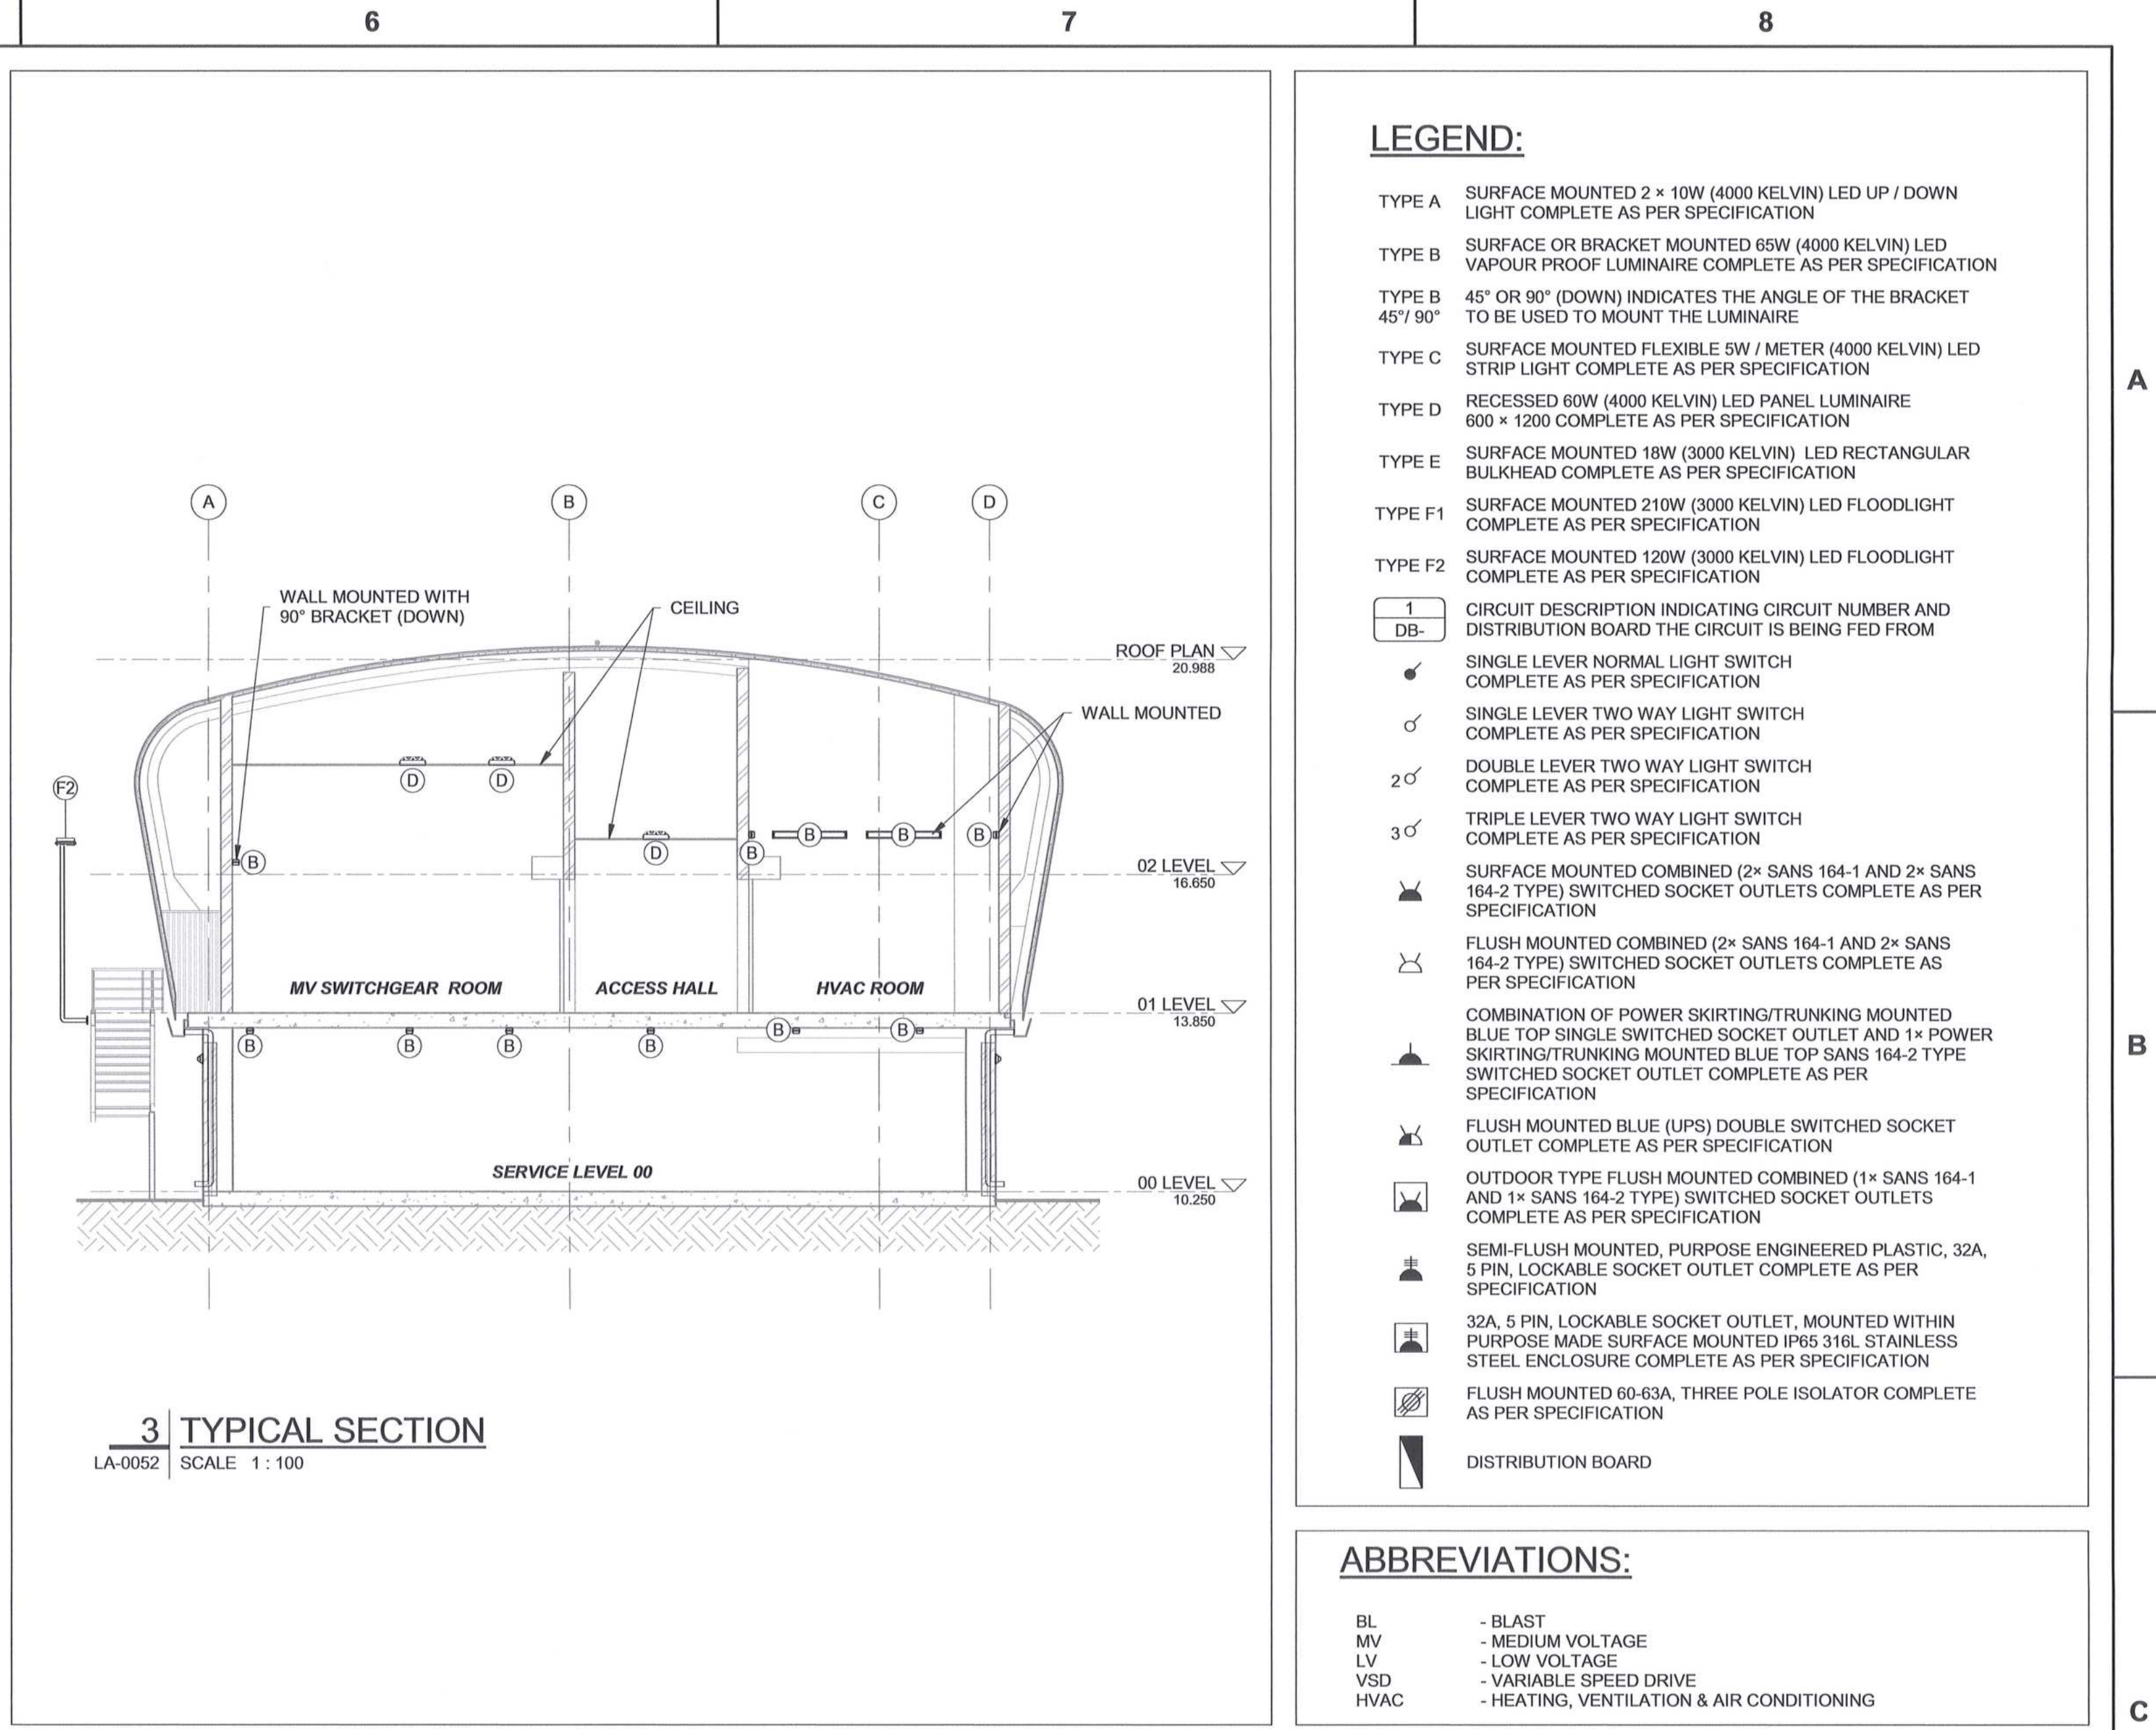 6
7
8
A
B
C
LEGEND:
TYPE A
SURFACE MOUNTED 2 × 10W (4000 KELVIN) LED UP / DOWN
LIGHT COMPLETE AS PER SPECIFICATION
TYPE B
SURFACE OR BRACKET MOUNTED 65W (4000 KELVIN) LED
VAPOUR PROOF LUMINAIRE COMPLETE AS PER SPECIFICATION
TYPE B
45°/ 90°
45° OR 90° (DOWN) INDICATES THE ANGLE OF THE BRACKET
TO BE USED TO MOUNT THE LUMINAIRE
TYPE C
SURFACE MOUNTED FLEXIBLE 5W / METER (4000 KELVIN) LED
STRIP LIGHT COMPLETE AS PER SPECIFICATION
TYPE D
RECESSED 60W (4000 KELVIN) LED PANEL LUMINAIRE
600 × 1200 COMPLETE AS PER SPECIFICATION
TYPE E
SURFACE MOUNTED 18W (3000 KELVIN) LED RECTANGULAR
BULKHEAD COMPLETE AS PER SPECIFICATION
TYPE F1
SURFACE MOUNTED 210W (3000 KELVIN) LED FLOODLIGHT
COMPLETE AS PER SPECIFICATION
TYPE F2
SURFACE MOUNTED 120W (3000 KELVIN) LED FLOODLIGHT
COMPLETE AS PER SPECIFICATION
1
DB-
CIRCUIT DESCRIPTION INDICATING CIRCUIT NUMBER AND
DISTRIBUTION BOARD THE CIRCUIT IS BEING FED FROM
SINGLE LEVER NORMAL LIGHT SWITCH
COMPLETE AS PER SPECIFICATION
SINGLE LEVER TWO WAY LIGHT SWITCH
COMPLETE AS PER SPECIFICATION
2
DOUBLE LEVER TWO WAY LIGHT SWITCH
COMPLETE AS PER SPECIFICATION
3
TRIPLE LEVER TWO WAY LIGHT SWITCH
COMPLETE AS PER SPECIFICATION
SURFACE MOUNTED COMBINED (2× SANS 164-1 AND 2× SANS
164-2 TYPE) SWITCHED SOCKET OUTLETS COMPLETE AS PER
SPECIFICATION
FLUSH MOUNTED COMBINED (2× SANS 164-1 AND 2× SANS
164-2 TYPE) SWITCHED SOCKET OUTLETS COMPLETE AS
PER SPECIFICATION
COMBINATION OF POWER SKIRTING/TRUNKING MOUNTED
BLUE TOP SINGLE SWITCHED SOCKET OUTLET AND 1× POWER
SKIRTING/TRUNKING MOUNTED BLUE TOP SANS 164-2 TYPE
SWITCHED SOCKET OUTLET COMPLETE AS PER
SPECIFICATION
FLUSH MOUNTED BLUE (UPS) DOUBLE SWITCHED SOCKET
OUTLET COMPLETE AS PER SPECIFICATION
OUTDOOR TYPE FLUSH MOUNTED COMBINED (1× SANS 164-1
AND 1× SANS 164-2 TYPE) SWITCHED SOCKET OUTLETS
COMPLETE AS PER SPECIFICATION
SEMI-FLUSH MOUNTED, PURPOSE ENGINEERED PLASTIC, 32A,
5 PIN, LOCKABLE SOCKET OUTLET COMPLETE AS PER
SPECIFICATION
32A, 5 PIN, LOCKABLE SOCKET OUTLET, MOUNTED WITHIN
PURPOSE MADE SURFACE MOUNTED IP65 316L STAINLESS
STEEL ENCLOSURE COMPLETE AS PER SPECIFICATION
FLUSH MOUNTED 60-63A, THREE POLE ISOLATOR COMPLETE
AS PER SPECIFICATION
DISTRIBUTION BOARD
A
B
C
D
WALL MOUNTED WITH
90° BRACKET (DOWN)
CEILING
ROOF PLAN
20.988
WALL MOUNTED
F2
D
D
B
B
B
B
D
B
02 LEVEL
16.650
MV SWITCHGEAR ROOM
ACCESS HALL
HVAC ROOM
01 LEVEL
13.850
B
B
B
B
B
B
SERVICE LEVEL 00
00 LEVEL
10.250
3 TYPICAL SECTION
LA-0052 SCALE 1 : 100
ABBREVIATIONS:
BL - BLAST
MV - MEDIUM VOLTAGE
LV - LOW VOLTAGE
VSD - VARIABLE SPEED DRIVE
HVAC - HEATING, VENTILATION & AIR CONDITIONING